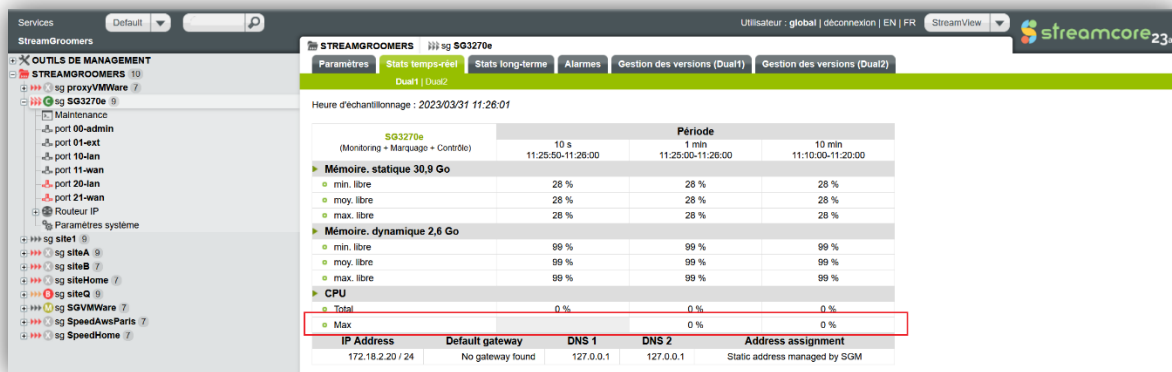 Services Default Utilisateur : global | déconnexion | EN | FR StreamView streamcore 23a
StreamGroomers
OUTILS DE MANAGEMENT
STREAMGROOMERS 10
sg proxyVMWare 7
C sg SG3270e 9
Maintenance
port 00-admin
port 01-ext
port 10-lan
port 11-wan
port 20-lan
port 21-wan
Routeur IP
Paramètres système
sg site1 9
sg siteA 9
sg siteB 7
sg siteHome 7
B sg siteQ 9
M sg SGVMWare 7
sg SpeedAwsParis 7
sg SpeedHome 7
STREAMGROOMERS sg SG3270e
Paramètres Stats temps-réel Stats long-terme Alarmes Gestion des versions (Dual1) Gestion des versions (Dual2)
Dual1 | Dual2
Heure d'échantillonnage : 2023/03/31 11:26:01
SG3270e
(Monitoring + Marquage + Contrôle)
Période
10 s 1 min 10 min
11:25:50-11:26:00 11:25:00-11:26:00 11:10:00-11:20:00
Mémoire. statique 30,9 Go
min. libre 28 % 28 % 28 %
moy. libre 28 % 28 % 28 %
max. libre 28 % 28 % 28 %
Mémoire. dynamique 2,6 Go
min. libre 99 % 99 % 99 %
moy. libre 99 % 99 % 99 %
max. libre 99 % 99 % 99 %
CPU
Total 0 % 0 % 0 %
Max 0 % 0 %
IP Address Default gateway DNS 1 DNS 2 Address assignment
172.18.2.20 / 24 No gateway found 127.0.0.1 127.0.0.1 Static address managed by SGM